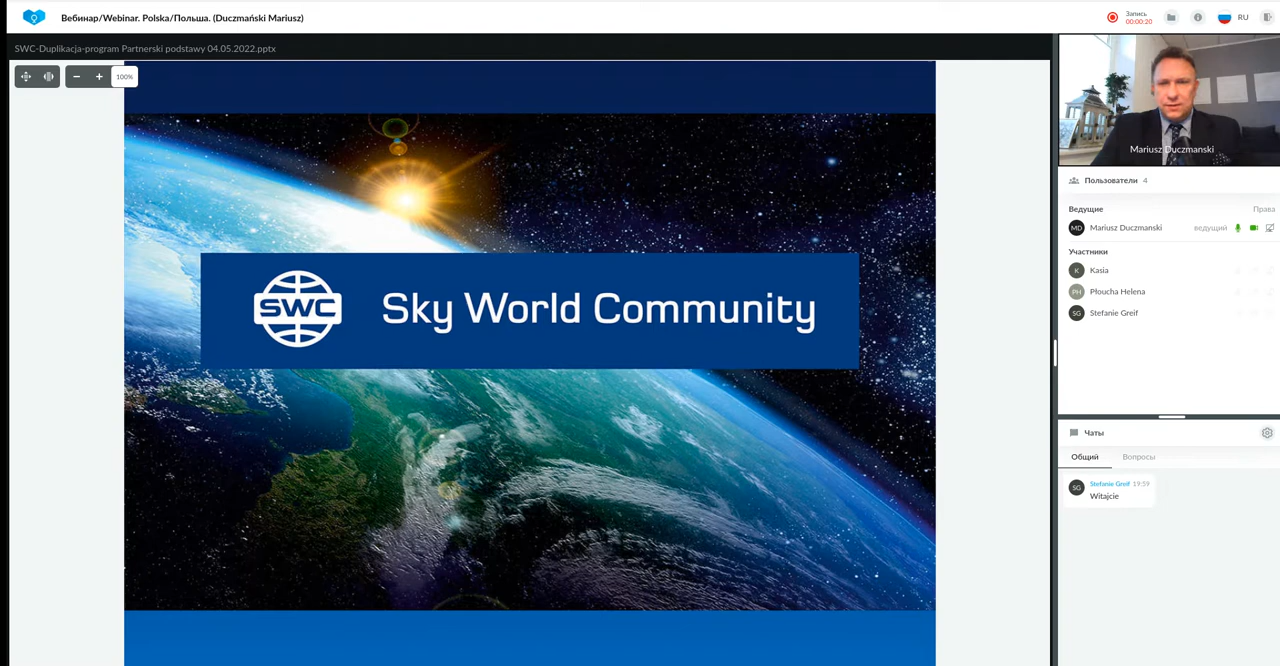 Вебинар/Webinar. Polska/Польша. (Duczmański Mariusz)
Запись
00:00:20
RU
SWC-Duplikacja-program Partnerski podstawy 04.05.2022.pptx
100%
SWC
Sky World Community
Mariusz Duczmanski
Пользователи 4
Ведущие Права
MD Mariusz Duczmanski ведущий
Участники
K Kasia
PH Płoucha Helena
SG Stefanie Greif
Чаты
Общий Вопросы
SG Stefanie Greif 19:59
Witajcie